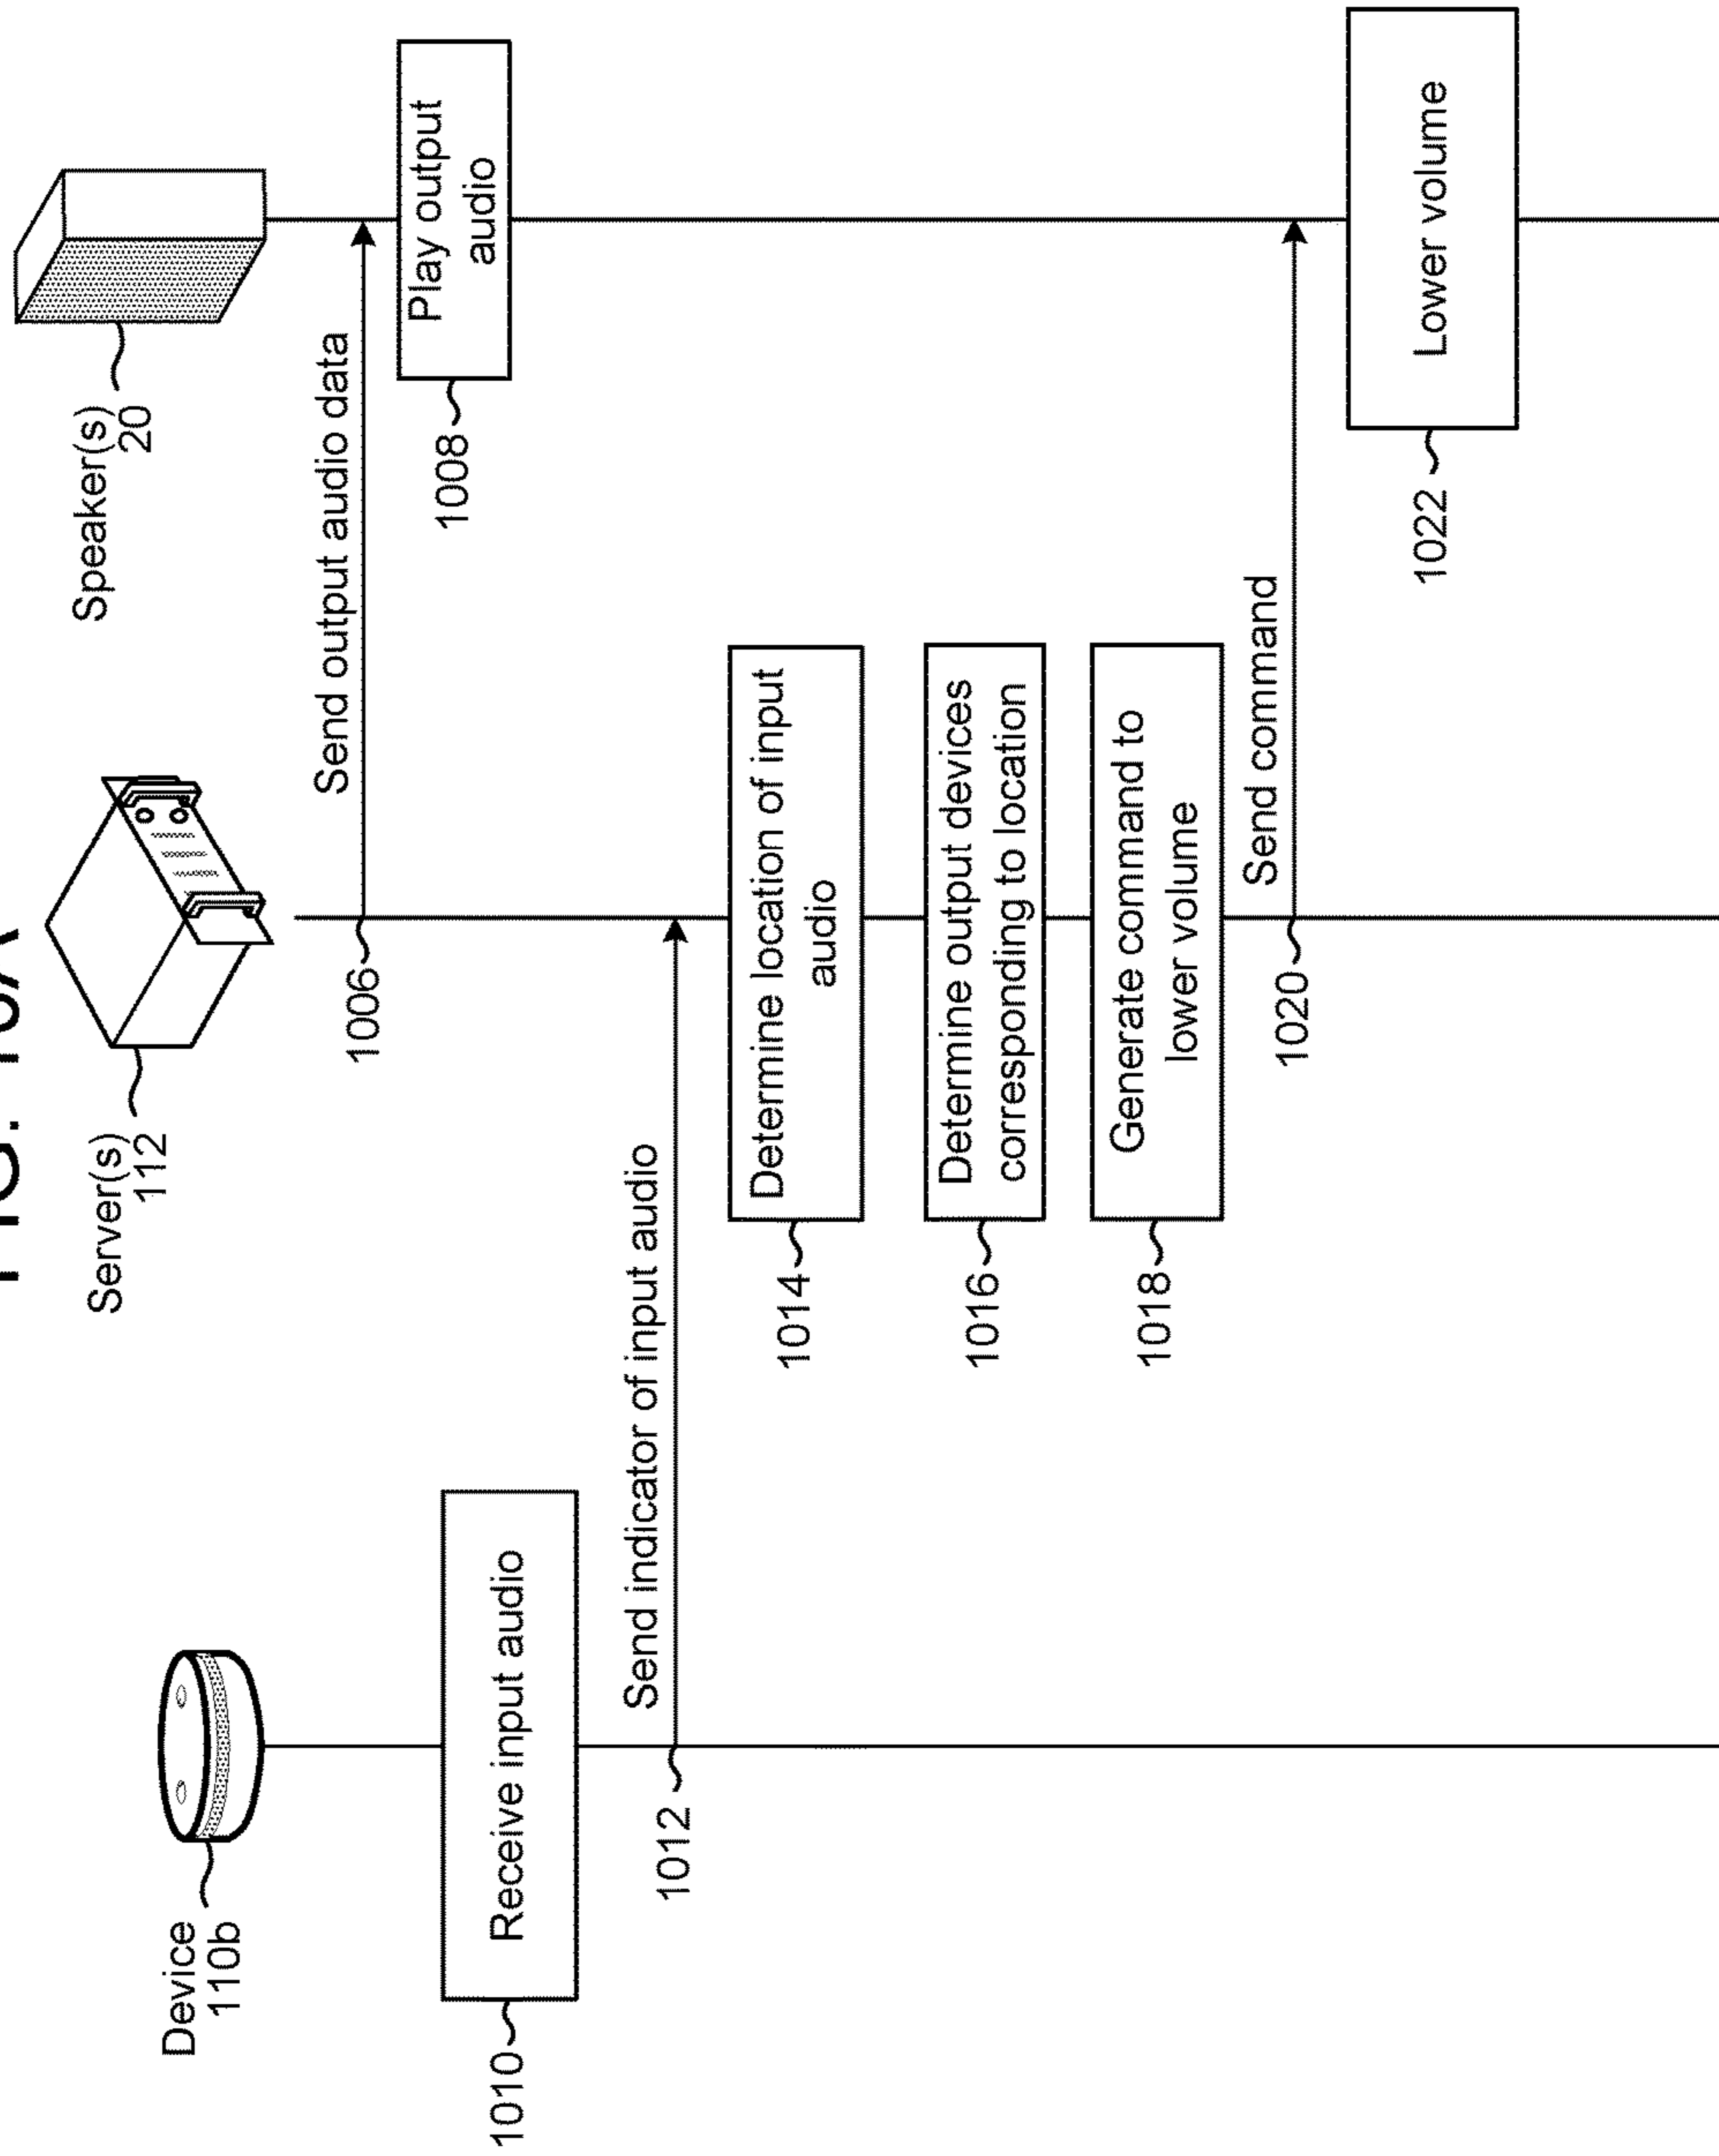 FIG. 10A
Device
110b
Server(s)
112
Speaker(s)
20
1006
Send output audio data
1008
Play output
audio
1010
Receive input audio
1012
Send indicator of input audio
1014
Determine location of input
audio
1016
Determine output devices
corresponding to location
1018
Generate command to
lower volume
1020
Send command
1022
Lower volume